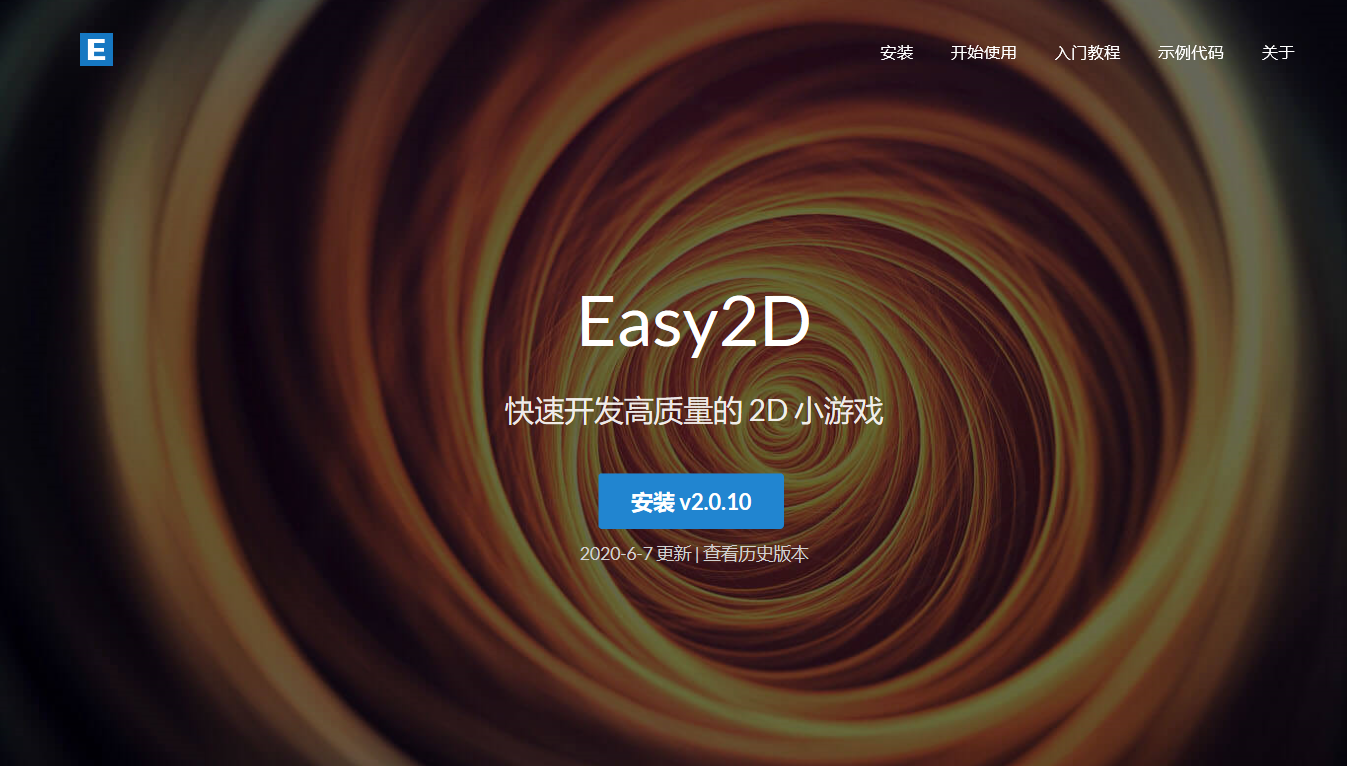 E
安装 开始使用 入门教程 示例代码 关于
Easy2D
快速开发高质量的 2D 小游戏
安装 v2.0.10
2020-6-7 更新 | 查看历史版本